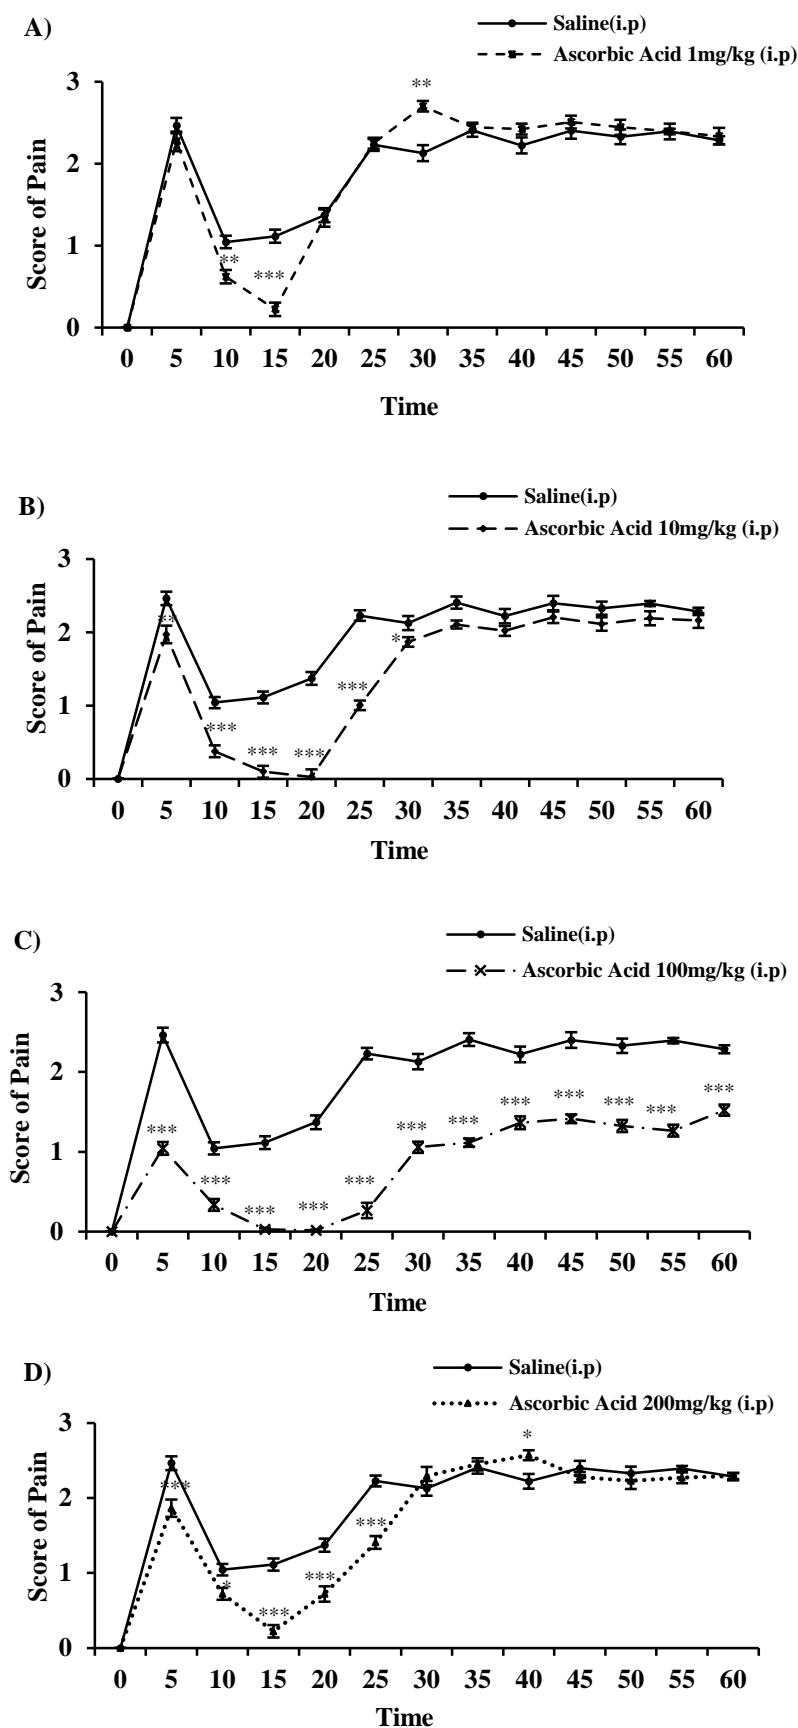 A)
Saline(i.p)
Ascorbic Acid 1mg/kg (i.p)
**
3
2
1
0
Score of Pain
**
***
0 5 10 15 20 25 30 35 40 45 50 55 60
Time
B)
Saline(i.p)
Ascorbic Acid 10mg/kg (i.p)
3
2
1
0
Score of Pain
**
***
***
***
***
*
0 5 10 15 20 25 30 35 40 45 50 55 60
Time
C)
Saline(i.p)
Ascorbic Acid 100mg/kg (i.p)
3
2
1
0
Score of Pain
***
***
***
***
***
***
***
***
***
***
***
***
0 5 10 15 20 25 30 35 40 45 50 55 60
Time
D)
Saline(i.p)
Ascorbic Acid 200mg/kg (i.p)
3
2
1
0
Score of Pain
***
*
***
***
***
*
0 5 10 15 20 25 30 35 40 45 50 55 60
Time